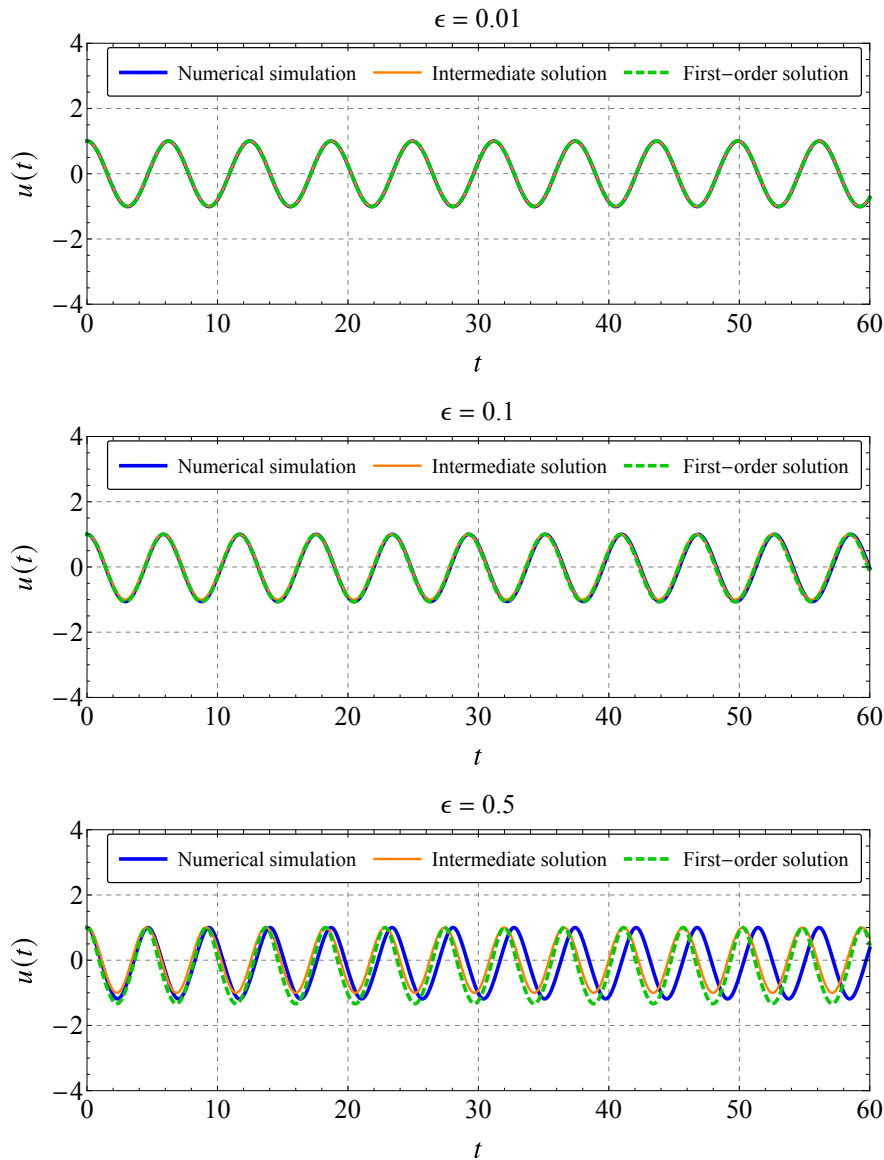 ϵ = 0.01
4
Numerical simulation Intermediate solution First−order solution
2
0
−2
−4
u(t)
0 10 20 30 40 50 60
t
ϵ = 0.1
4
Numerical simulation Intermediate solution First−order solution
2
0
−2
−4
u(t)
0 10 20 30 40 50 60
t
ϵ = 0.5
4
Numerical simulation Intermediate solution First−order solution
2
0
−2
−4
u(t)
0 10 20 30 40 50 60
t